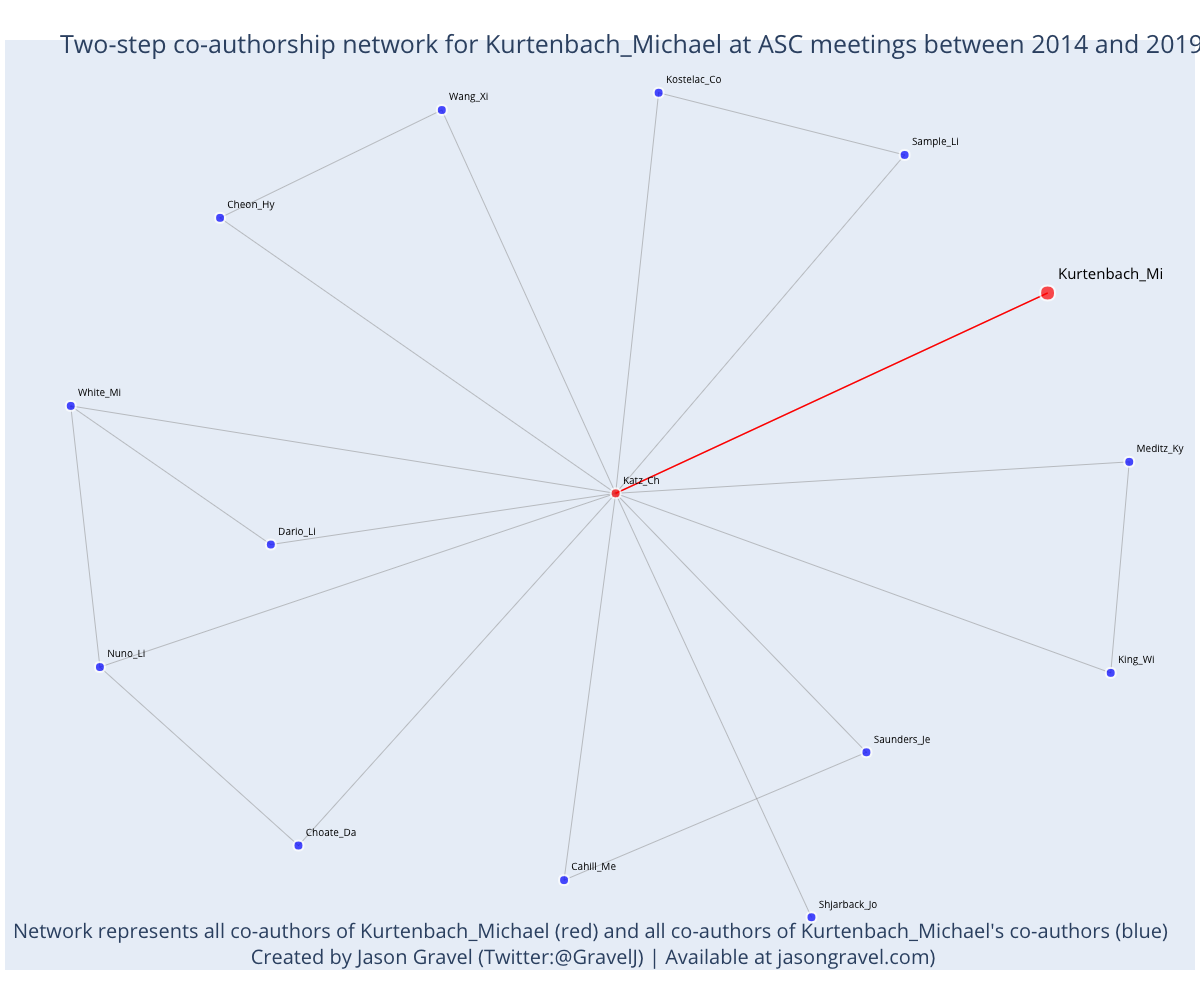 Two-step co-authorship network for Kurtenbach_Michael at ASC meetings between 2014 and 2019
Kostelac_Co
Wang_Xi
Sample_Li
Cheon_Hy
Kurtenbach_Mi
White_Mi
Meditz_Ky
Katz_Ch
Dario_Li
Nuno_Li
King_Wi
Saunders_Je
Choate_Da
Cahill_Me
Shjarback_Jo
Network represents all co-authors of Kurtenbach_Michael (red) and all co-authors of Kurtenbach_Michael's co-authors (blue)
Created by Jason Gravel (Twitter:@GravelJ) | Available at jasongravel.com)